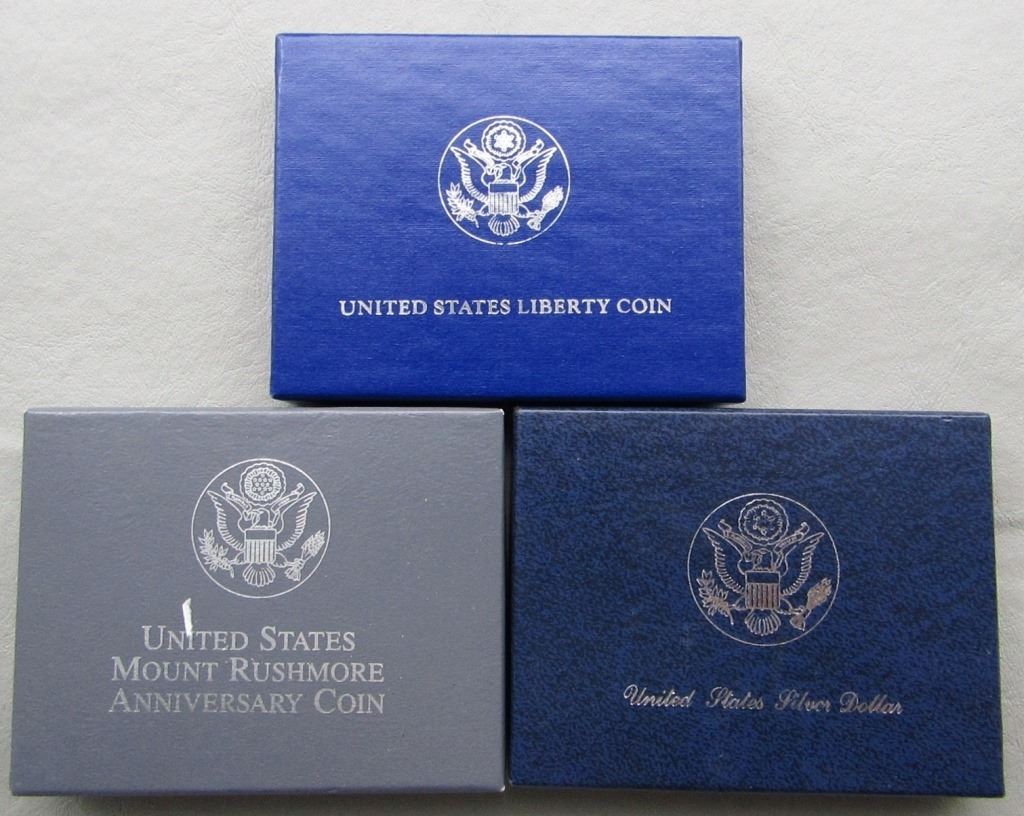 UNITED STATES LIBERTY COIN
UNITED STATES
MOUNT RUSHMORE
ANNIVERSARY COIN
United States Silver Dollar